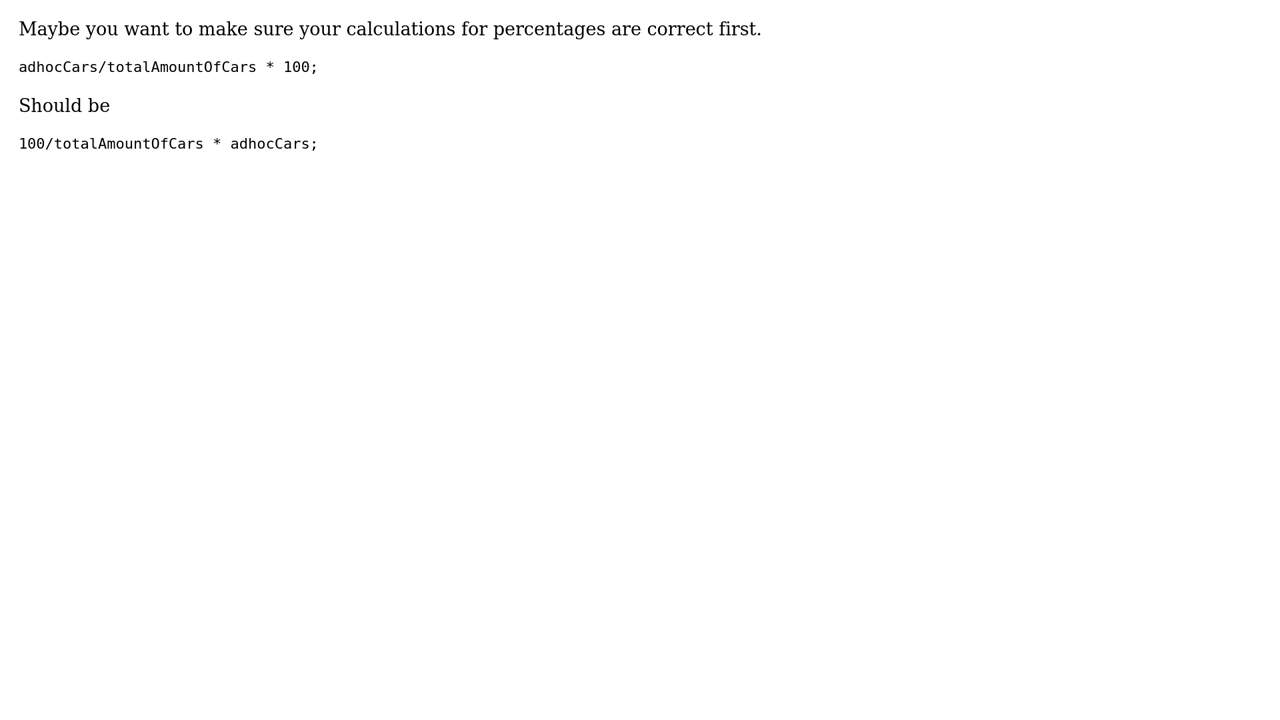 Maybe you want to make sure your calculations for percentages are correct first.
adhocCars/totalAmountOfCars * 100;
Should be
100/totalAmountOfCars * adhocCars;